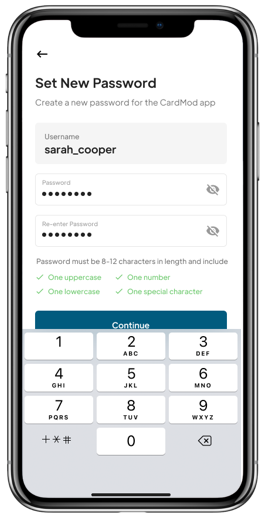 Set New Password
Create a new password for the CardMod app
Username
sarah_cooper
Password
••••••••
Re-enter Password
••••••••
Password must be 8-12 characters in length and include
One uppercase
One number
One lowercase
One special character
Continue
1
2
ABC
3
DEF
4
GHI
5
JKL
6
MNO
7
PQRS
8
TUV
9
WXYZ
+*#
0